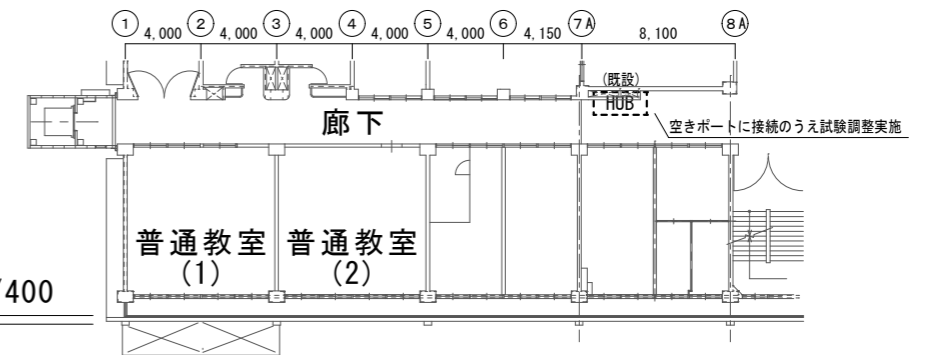 1 2 3 4 5 6 7A 8A
4,000 4,000 4,000 4,000 4,000 4,150 8,100
(既設)
HUB
廊下
空きポートに接続のうえ試験調整実施
普通教室 普通教室
(1) (2)
/400